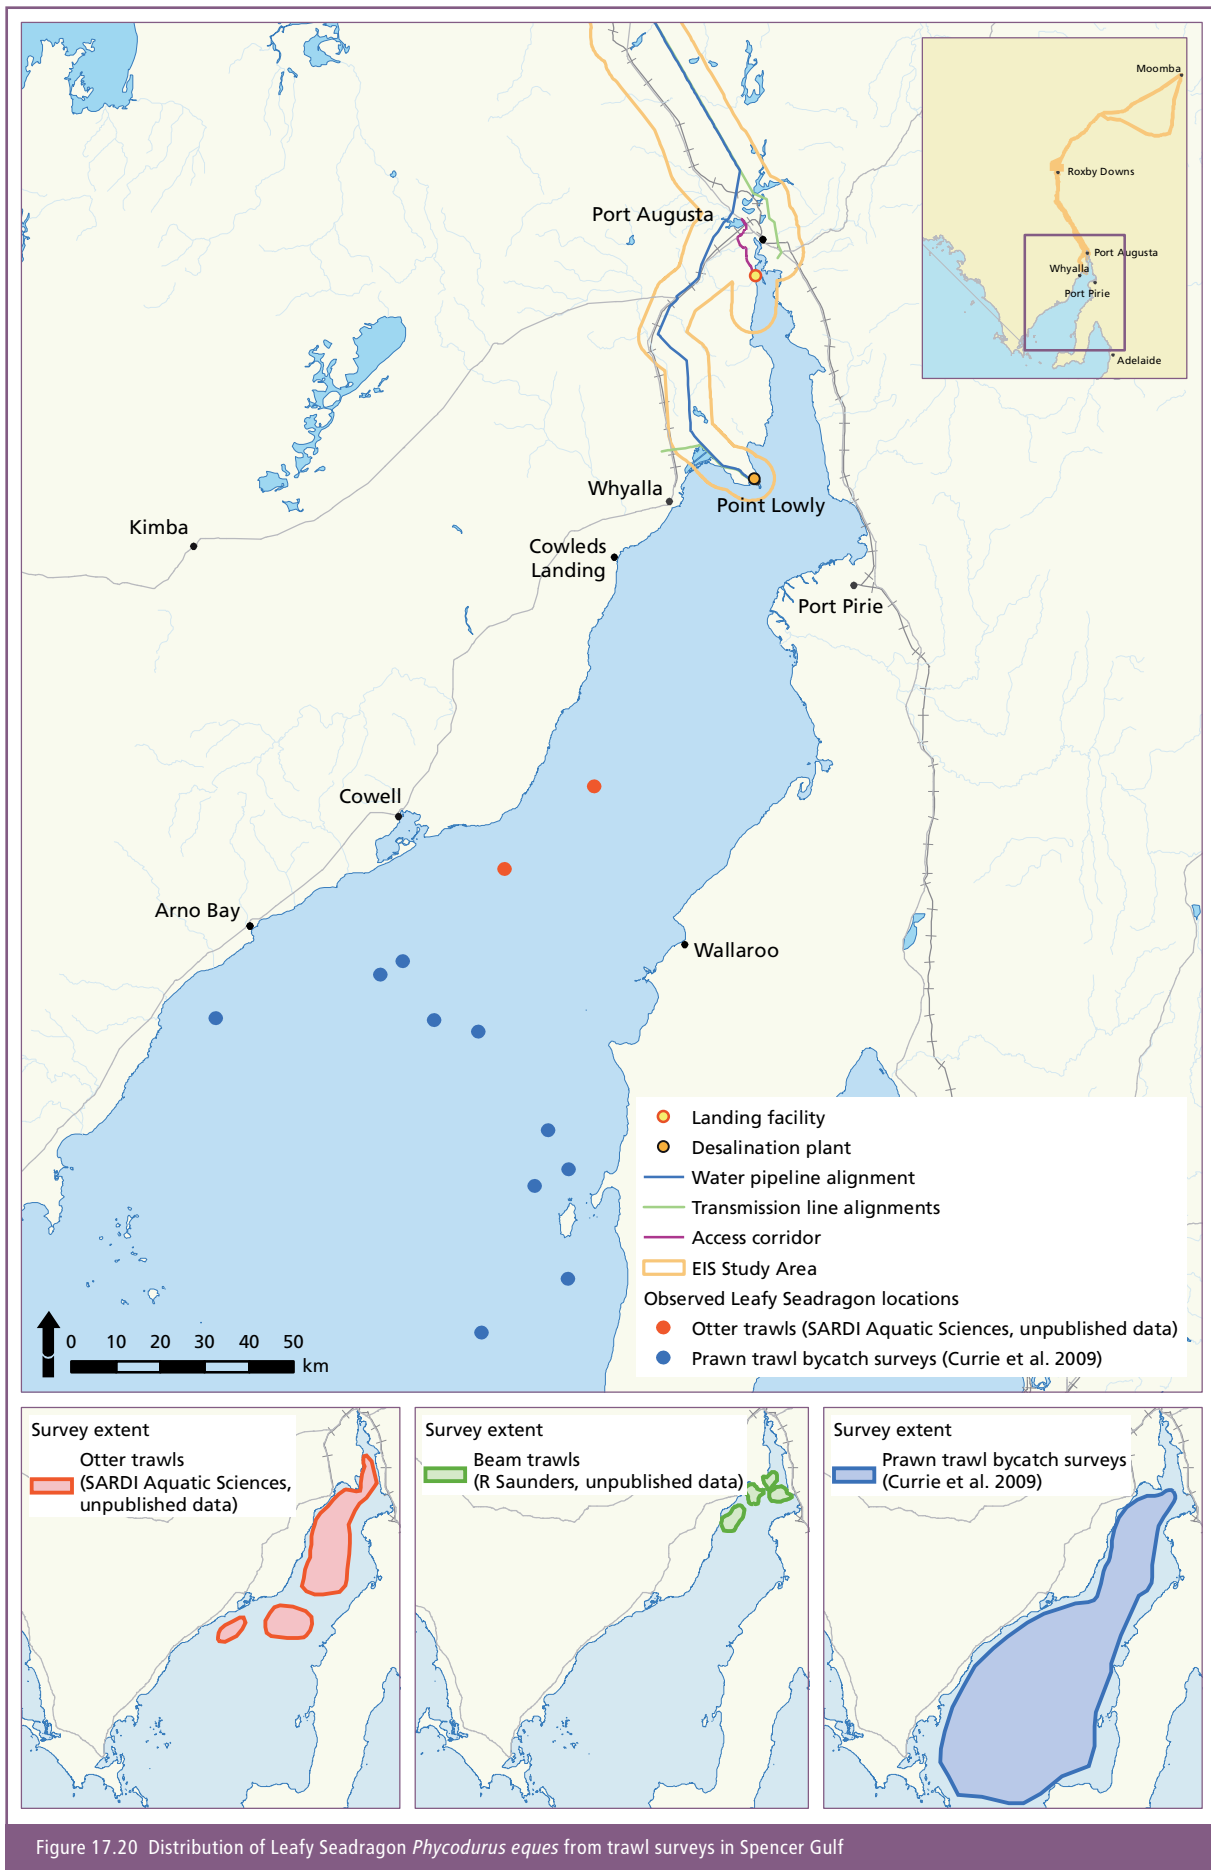 Moomba
Roxby Downs
Port Augusta
Whyalla
Port Pirie
Adelaide
Port Augusta
Whyalla
Point Lowly
Kimba
Cowleds
Landing
Port Pirie
Cowell
Arno Bay
Wallaroo
Landing facility
Desalination plant
Water pipeline alignment
Transmission line alignments
Access corridor
EIS Study Area
Observed Leafy Seadragon locations
Otter trawls (SARDI Aquatic Sciences, unpublished data)
Prawn trawl bycatch surveys (Currie et al. 2009)
0 10 20 30 40 50
km
Survey extent
Otter trawls
(SARDI Aquatic Sciences,
unpublished data)
Survey extent
Beam trawls
(R Saunders, unpublished data)
Survey extent
Prawn trawl bycatch surveys
(Currie et al. 2009)
Figure 17.20 Distribution of Leafy Seadragon Phycodurus eques from trawl surveys in Spencer Gulf